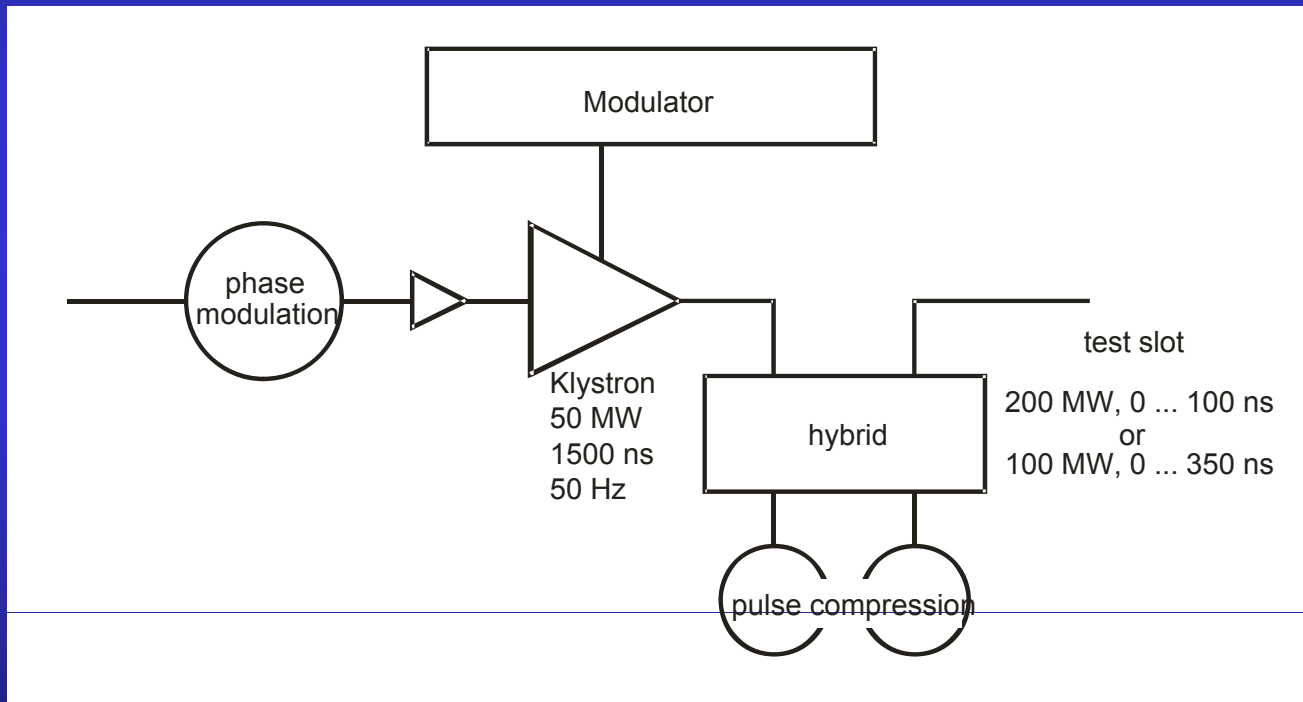 Modulator
phase
modulation
Klystron
50 MW
1500 ns
50 Hz
hybrid
test slot
200 MW, 0 ... 100 ns
or
100 MW, 0 ... 350 ns
pulse compression